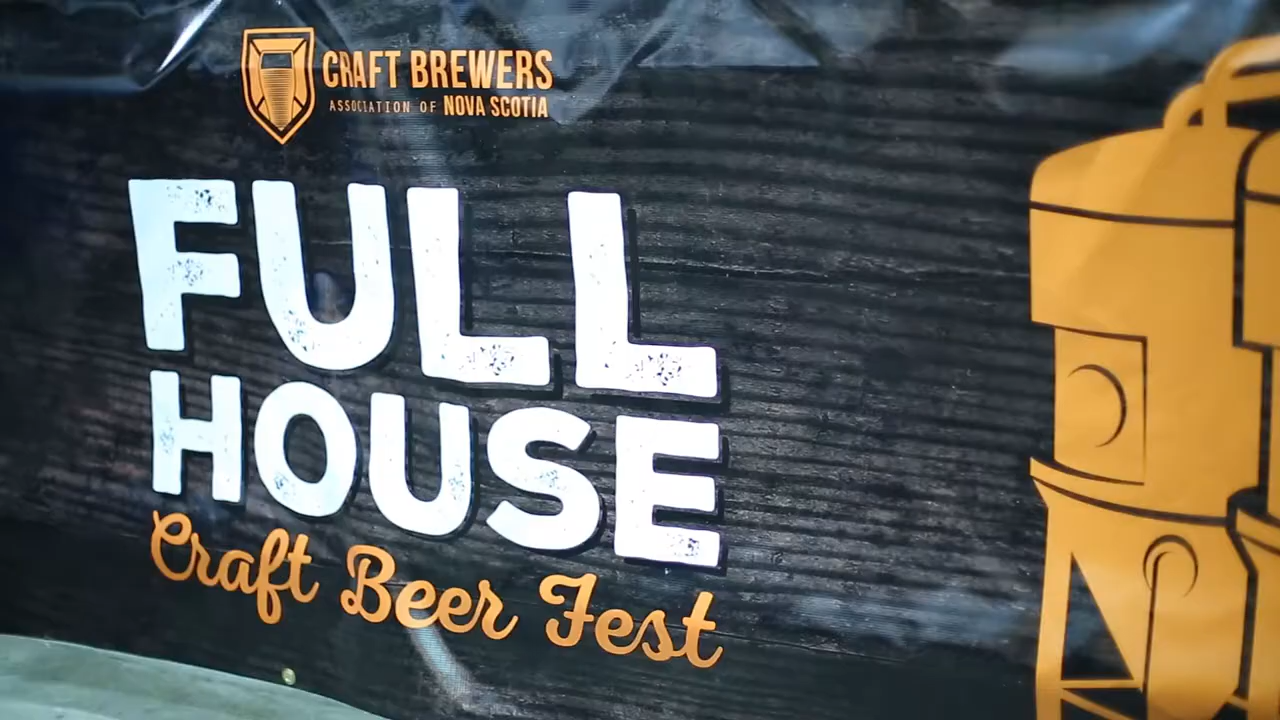 CRAFT BREWERS
ASSOCIATION OF NOVA SCOTIA
FULL
HOUSE
Craft Beer Fest